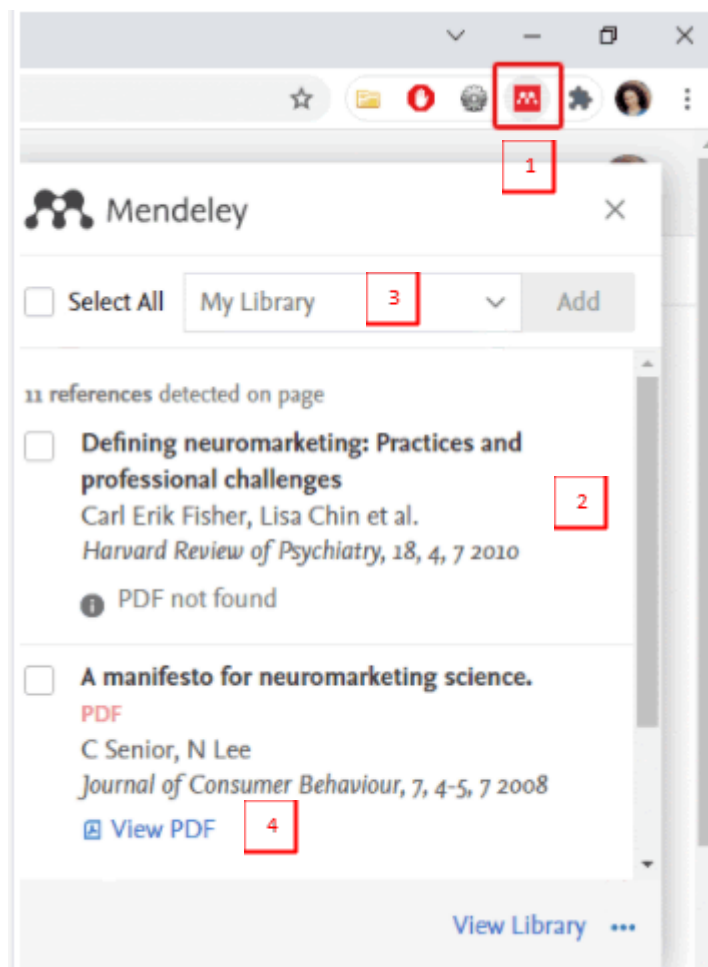 1
Mendeley
Select All My Library 3 Add
11 references detected on page
Defining neuromarketing: Practices and
professional challenges
Carl Erik Fisher, Lisa Chin et al.
Harvard Review of Psychiatry, 18, 4, 7 2010
2
PDF not found
A manifesto for neuromarketing science.
PDF
C Senior, N Lee
Journal of Consumer Behaviour, 7, 4-5, 7 2008
View PDF 4
View Library